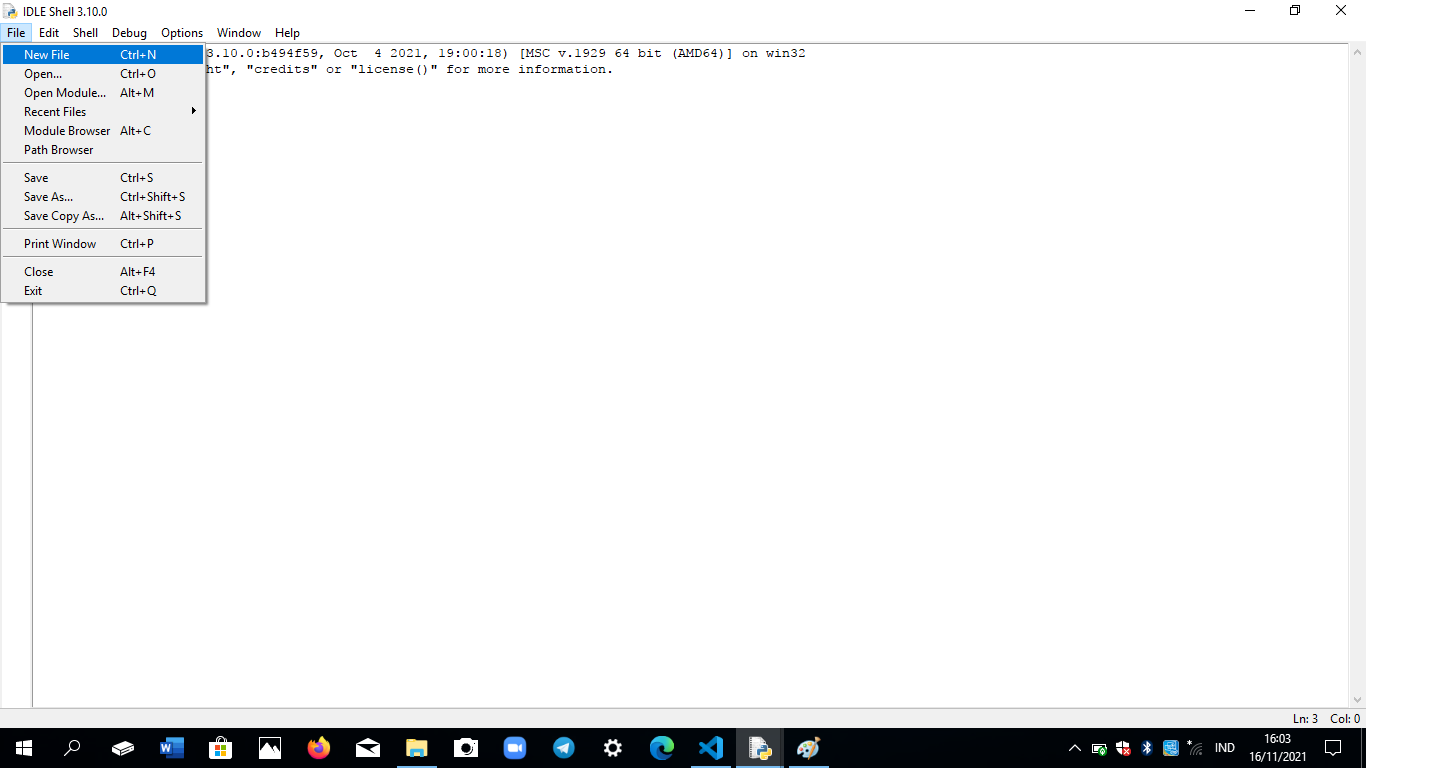 IDLE Shell 3.10.0
File Edit Shell Debug Options Window Help
3.10.0:b494f59, Oct  4 2021, 19:00:18) [MSC v.1929 64 bit (AMD64)] on win32
ht", "credits" or "license()" for more information.
New File Ctrl+N
Open... Ctrl+O
Open Module... Alt+M
Recent Files
Module Browser Alt+C
Path Browser
Save Ctrl+S
Save As... Ctrl+Shift+S
Save Copy As... Alt+Shift+S
Print Window Ctrl+P
Close Alt+F4
Exit Ctrl+Q
Ln: 3 Col: 0
IND
16:03
16/11/2021